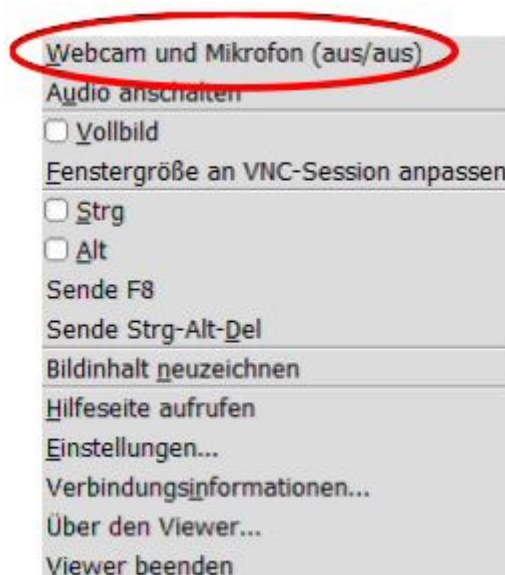 Webcam und Mikrofon (aus/aus)
Audio anschalten
Vollbild
Fenstergröße an VNC-Session anpassen
Strg
Alt
Sende F8
Sende Strg-Alt-Del
Bildinhalt neuzeichnen
Hilfeseite aufrufen
Einstellungen...
Verbindungsinformationen...
Über den Viewer...
Viewer beenden